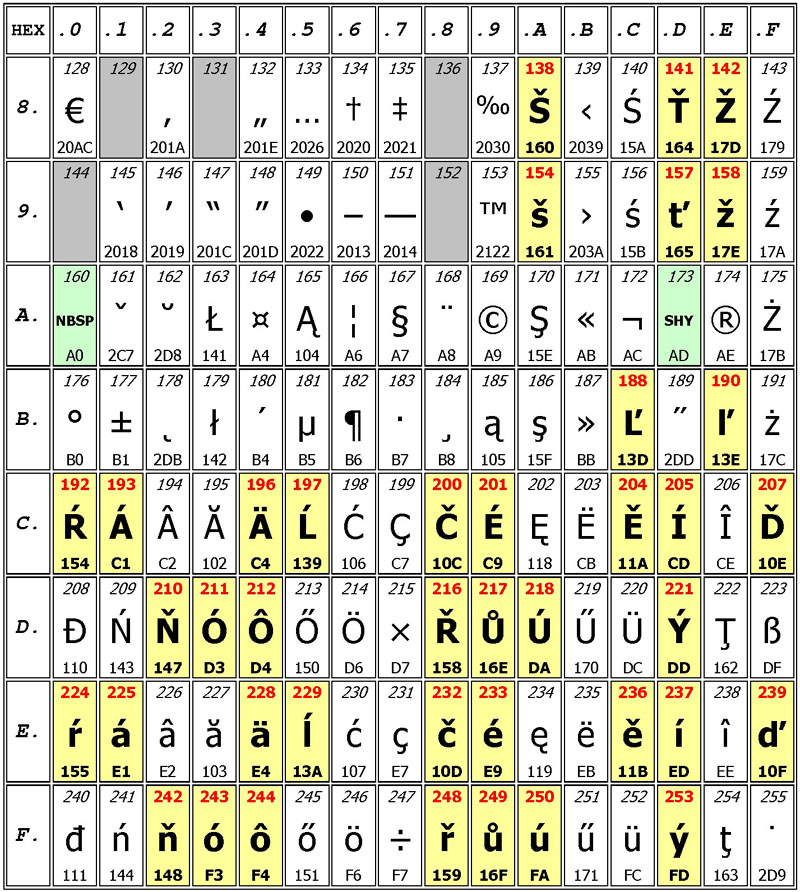 HEX .0 .1 .2 .3 .4 .5 .6 .7 .8 .9 .A .B .C .D .E .F
128 129 130 131 132 133 134 135 136 137 138 139 140 141 142 143
8. € ‚ „ … † ‡ ‰ Š ‹ Ś Ť Ž Ź
20AC 201A 201E 2026 2020 2021 2030 160 2039 15A 164 17D 179
144 145 146 147 148 149 150 151 152 153 154 155 156 157 158 159
9. ‘ ’ “ ” • – — ™ š › ś ť ž ź
2018 2019 201C 201D 2022 2013 2014 2122 161 203A 15B 165 17E 17A
160 161 162 163 164 165 166 167 168 169 170 171 172 173 174 175
A. NBSP ˇ ˘ Ł ¤ Ą ¦ § ¨ © Ş « ¬ SHY ® Ż
A0 2C7 2D8 141 A4 104 A6 A7 A8 A9 15E AB AC AD AE 17B
176 177 178 179 180 181 182 183 184 185 186 187 188 189 190 191
B. ° ± ˛ ł ´ µ ¶ · ¸ ą ş » Ľ ˝ ľ ż
B0 B1 2DB 142 B4 B5 B6 B7 B8 105 15F BB 13D 2DD 13E 17C
192 193 194 195 196 197 198 199 200 201 202 203 204 205 206 207
C. Ŕ Á Â Ă Ä Ĺ Ć Ç Č É Ę Ë Ě Í Î Ď
154 C1 C2 102 C4 139 106 C7 10C C9 118 CB 11A CD CE 10E
208 209 210 211 212 213 214 215 216 217 218 219 220 221 222 223
D. Đ Ń Ň Ó Ô Ő Ö × Ř Ů Ú Ű Ü Ý Ţ ß
110 143 147 D3 D4 150 D6 D7 158 16E DA 170 DC DD 162 DF
224 225 226 227 228 229 230 231 232 233 234 235 236 237 238 239
E. ŕ á â ă ä ĺ ć ç č é ę ë ě í î ď
155 E1 E2 103 E4 13A 107 E7 10D E9 119 EB 11B ED EE 10F
240 241 242 243 244 245 246 247 248 249 250 251 252 253 254 255
F. đ ń ň ó ô ő ö ÷ ř ů ú ű ü ý ţ ˙
111 144 148 F3 F4 151 F6 F7 159 16F FA 171 FC FD 163 2D9